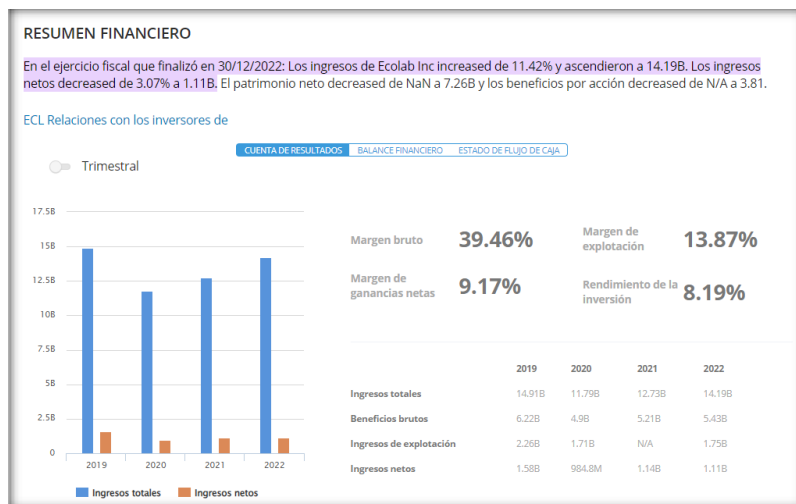 RESUMEN FINANCIERO
En el ejercicio fiscal que finalizó en 30/12/2022: Los ingresos de Ecolab Inc increased de 11.42% y ascendieron a 14.19B. Los ingresos
netos decreased de 3.07% a 1.11B. El patrimonio neto decreased de NaN a 7.26B y los beneficios por acción decreased de N/A a 3.81.
ECL Relaciones con los inversores de
CUENTA DE RESULTADOS BALANCE FINANCIERO ESTADO DE FLUJO DE CAJA
Trimestral
17.5B
15B
12.5B
10B
7.5B
5B
2.5B
0
2019 2020 2021 2022
Ingresos totales Ingresos netos
Margen bruto 39.46%
Margen de
explotación 13.87%
Margen de
ganancias netas 9.17%
Rendimiento de la
inversión 8.19%
2019 2020 2021 2022
Ingresos totales 14.91B 11.79B 12.73B 14.19B
Beneficios brutos 6.22B 4.9B 5.21B 5.43B
Ingresos de explotación 2.26B 1.71B N/A 1.75B
Ingresos netos 1.58B 984.8M 1.14B 1.11B